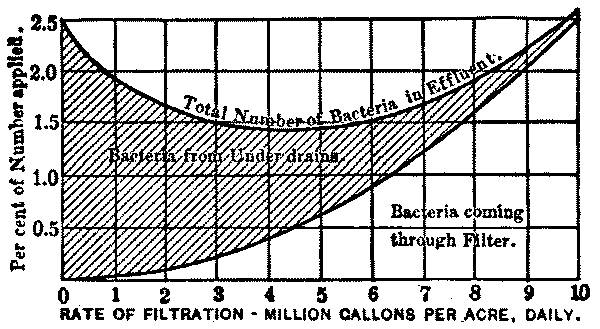 Per cent of Number applied.
2.5
2.0
1.5
1.0
0.5
Total Number of Bacteria in Effluent.
Bacteria from Underdrains.
Bacteria coming
through Filter.
0 1 2 3 4 5 6 7 8 9 10
RATE OF FILTRATION - MILLION GALLONS PER ACRE, DAILY.